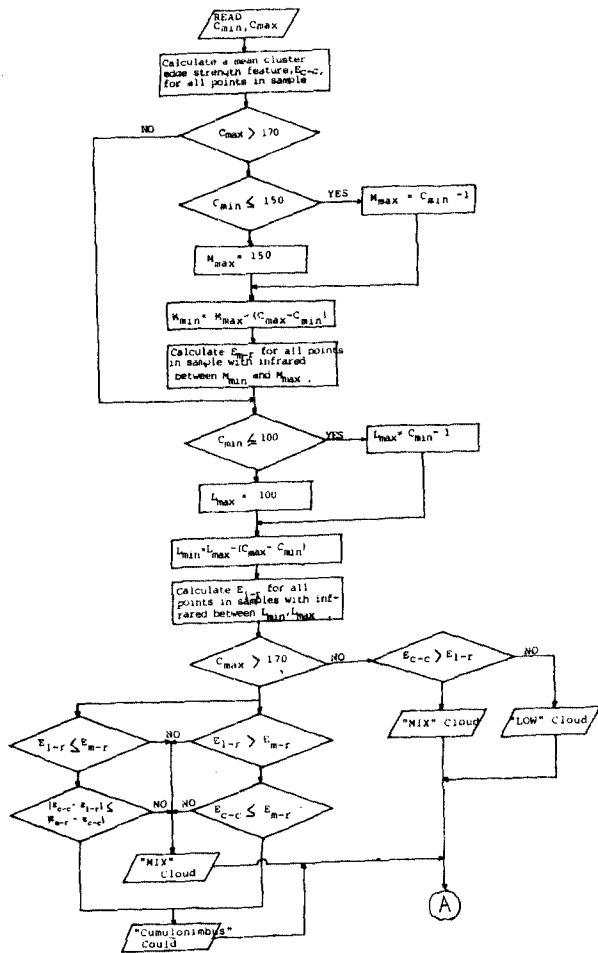 READ
Cmin, Cmax
Calculate a mean cluster
edge strength feature, Ec-c,
for all points in sample
NO
Cmax > 170
Cmin ≤ 150
YES
Mmax = Cmin -1
Mmax = 150
Mmin = Mmax - (Cmax-Cmin)
Calculate Em-r for all points
in sample with infrared
between Mmin and Mmax.
Cmin ≤ 100
YES
Lmax = Cmin - 1
Lmax = 100
Lmin=Lmax-(Cmax- Cmin)
Calculate El-r for all
points in samples with inf-
rared between Lmin, Lmax.
Cmax > 170
NO
Ec-c > El-r
NO
"MIX" Cloud
"LOW" Cloud
El-r ≤ Em-r
NO
El-r > Em-r
(Ec-c - El-r) ≤
(Em-r - Ec-c)
NO
NO
Ec-c ≤ Em-r
"MIX"
Cloud
A
"Cumulonimbus"
Could